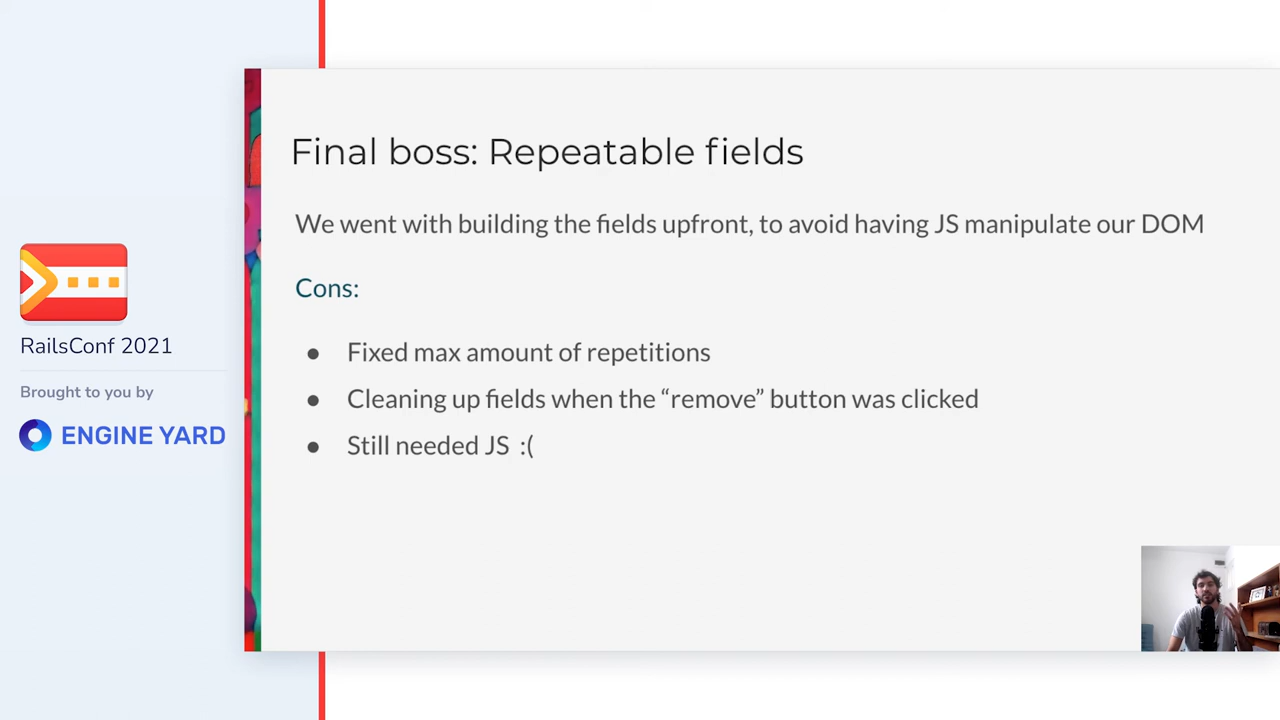 Final boss: Repeatable fields
We went with building the fields upfront, to avoid having JS manipulate our DOM
Cons:
● Fixed max amount of repetitions
● Cleaning up fields when the “remove” button was clicked
● Still needed JS :(
RailsConf 2021
Brought to you by
ENGINE YARD